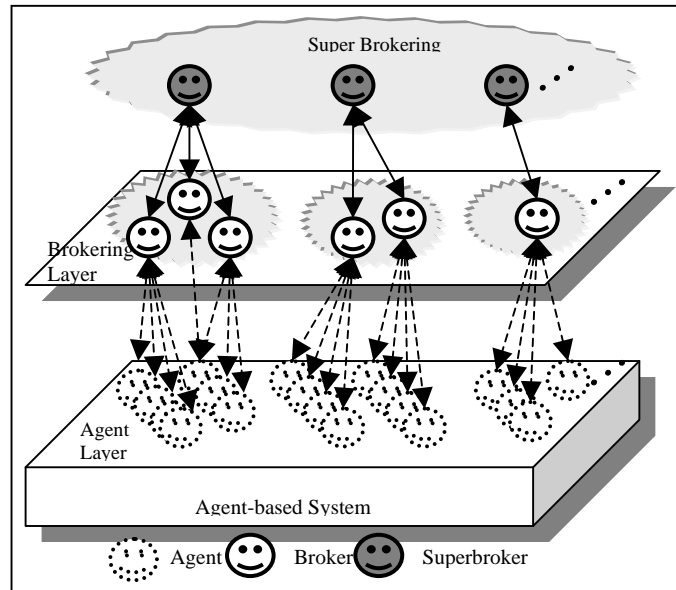 Super Brokering
Brokering
Layer
Agent
Layer
Agent-based System
Agent
Broker
Superbroker